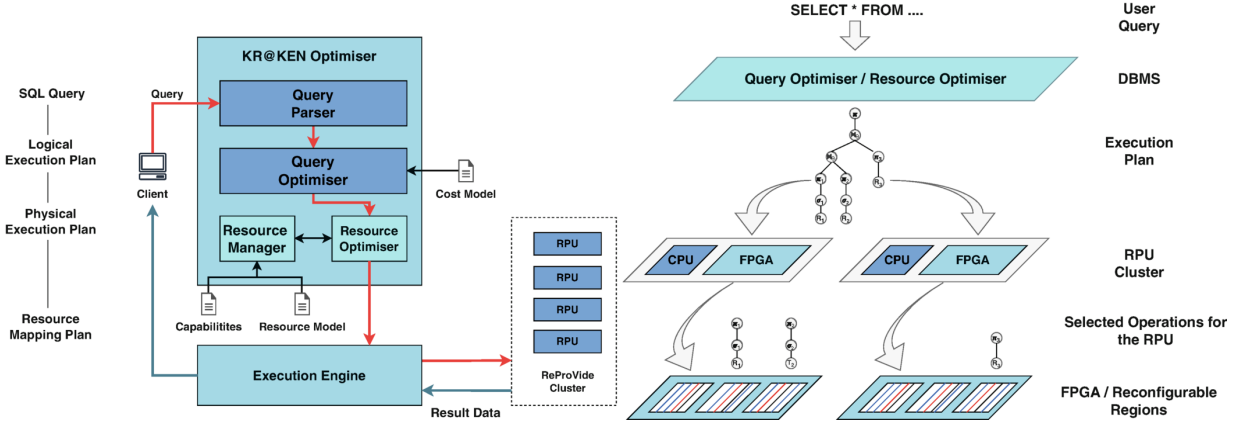 SQL Query
Logical
Execution Plan
Physical
Execution Plan
Resource
Mapping Plan
Query
Client
KR@KEN Optimiser
Query
Parser
Query
Optimiser
Cost Model
Resource
Manager
Resource
Optimiser
Capabilitites
Resource Model
Execution Engine
Result Data
RPU
RPU
RPU
RPU
ReProVide
Cluster
SELECT * FROM ....
User
Query
Query Optimiser / Resource Optimiser
DBMS
Execution
Plan
CPU
FPGA
CPU
FPGA
RPU
Cluster
Selected Operations for
the RPU
FPGA / Reconfigurable
Regions